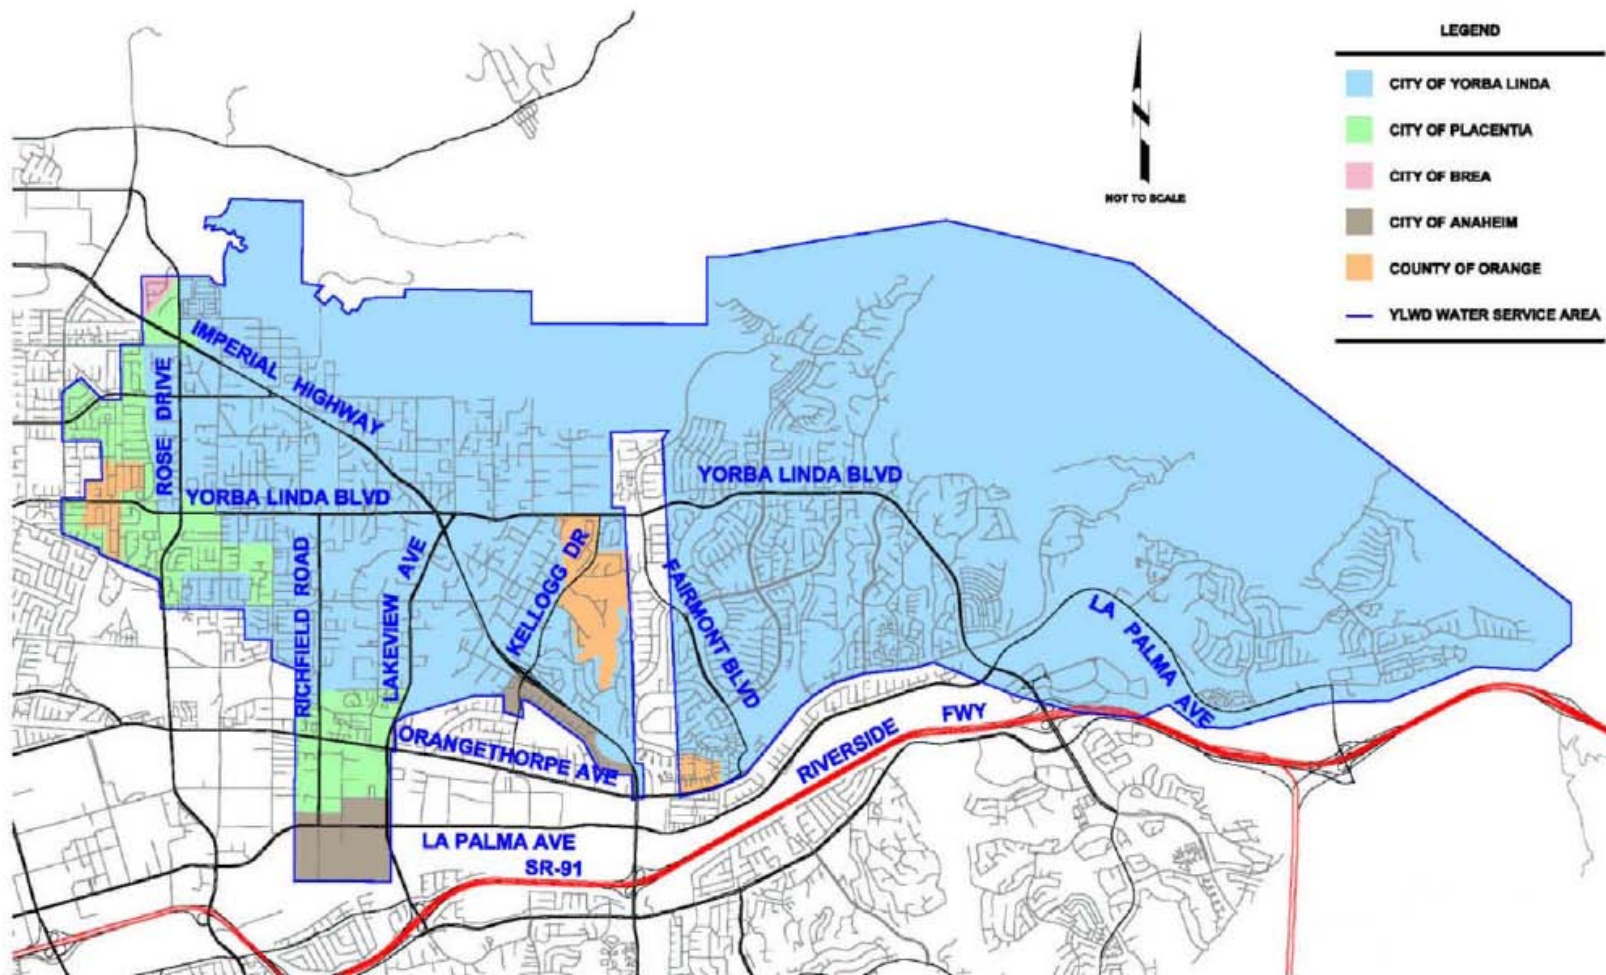 LEGEND
CITY OF YORBA LINDA
CITY OF PLACENTIA
CITY OF BREA
CITY OF ANAHEIM
COUNTY OF ORANGE
YLWD WATER SERVICE AREA
NOT TO SCALE
IMPERIAL HIGHWAY
ROSE DRIVE
YORBA LINDA BLVD
YORBA LINDA BLVD
RICHFIELD ROAD
LAKEVIEW AVE
KELLOGG DR
FAIRMONT BLVD
LA PALMA AVE
ORANGETHORPE AVE
RIVERSIDE FWY
LA PALMA AVE
SR-91